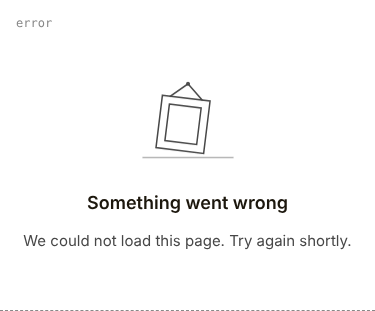 error
Something went wrong
We could not load this page. Try again shortly.